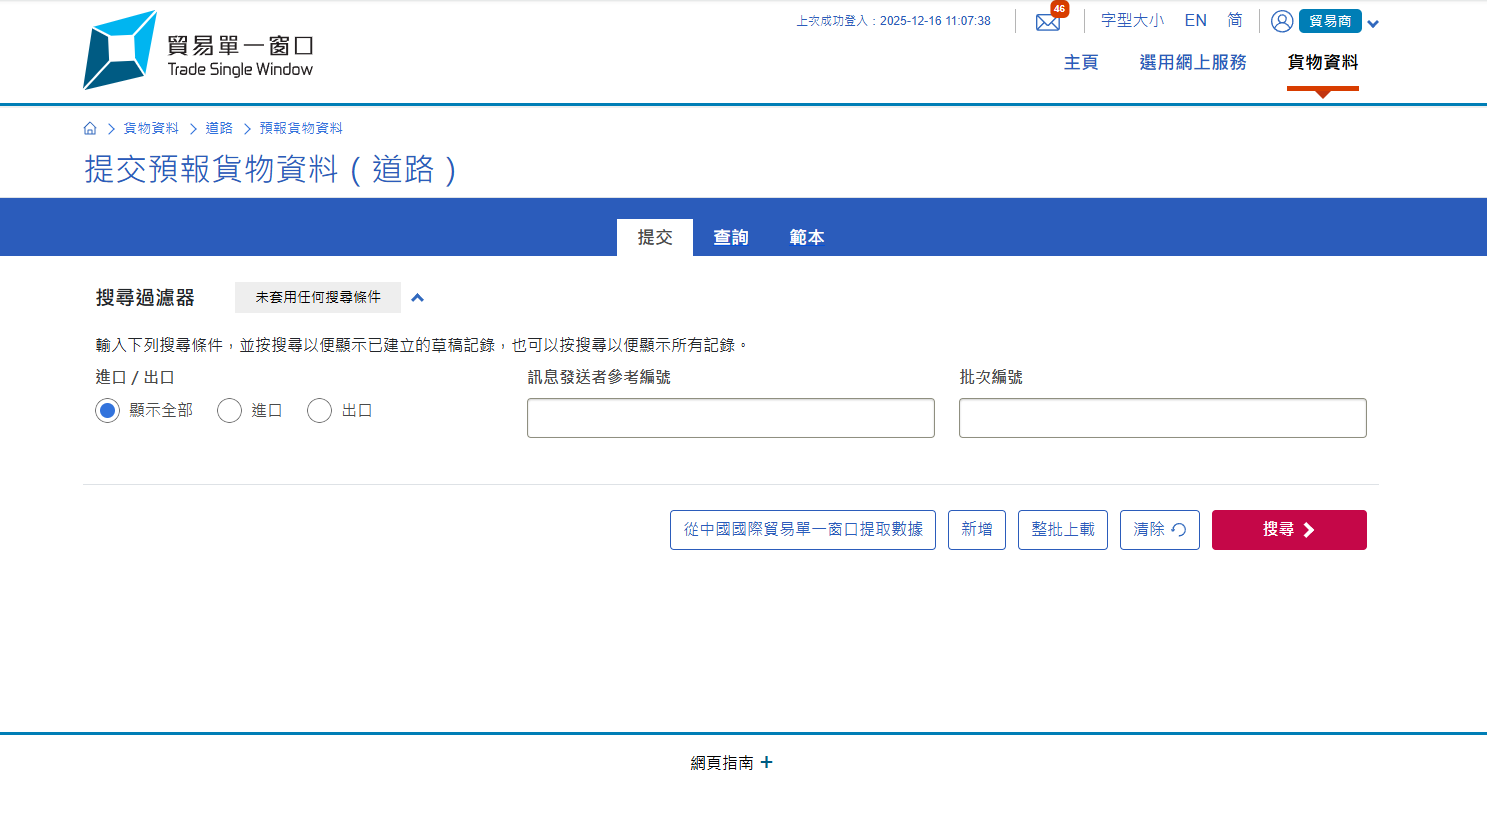 貿易單一窗口
Trade Single Window
上次成功登入：2025-12-16 11:07:38
46
字型大小 EN 简
貿易商
主頁 選用網上服務 貨物資料
貨物資料 道路 預報貨物資料
提交預報貨物資料 ( 道路 )
提交 查詢 範本
搜尋過濾器 未套用任何搜尋條件
輸入下列搜尋條件，並按搜尋以便顯示已建立的草稿記錄，也可以按搜尋以便顯示所有記錄。
進口 / 出口 訊息發送者參考編號 批次編號
顯示全部 進口 出口
從中國國際貿易單一窗口提取數據 新增 整批上載 清除 搜尋
網頁指南